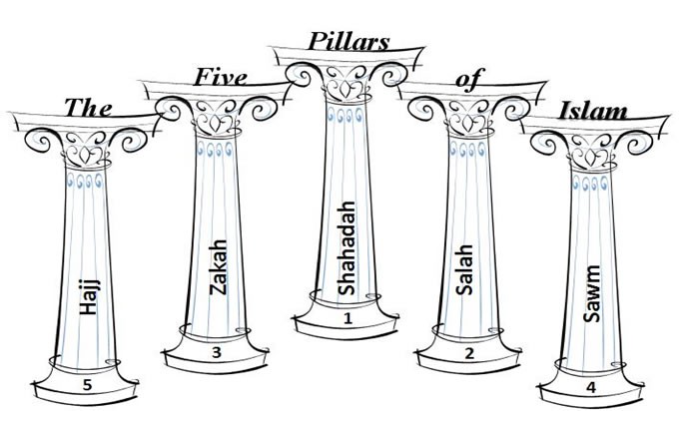 The Five Pillars of Islam
Hajj
Zakah
Shahadah
Salah
Sawm
5
3
1
2
4